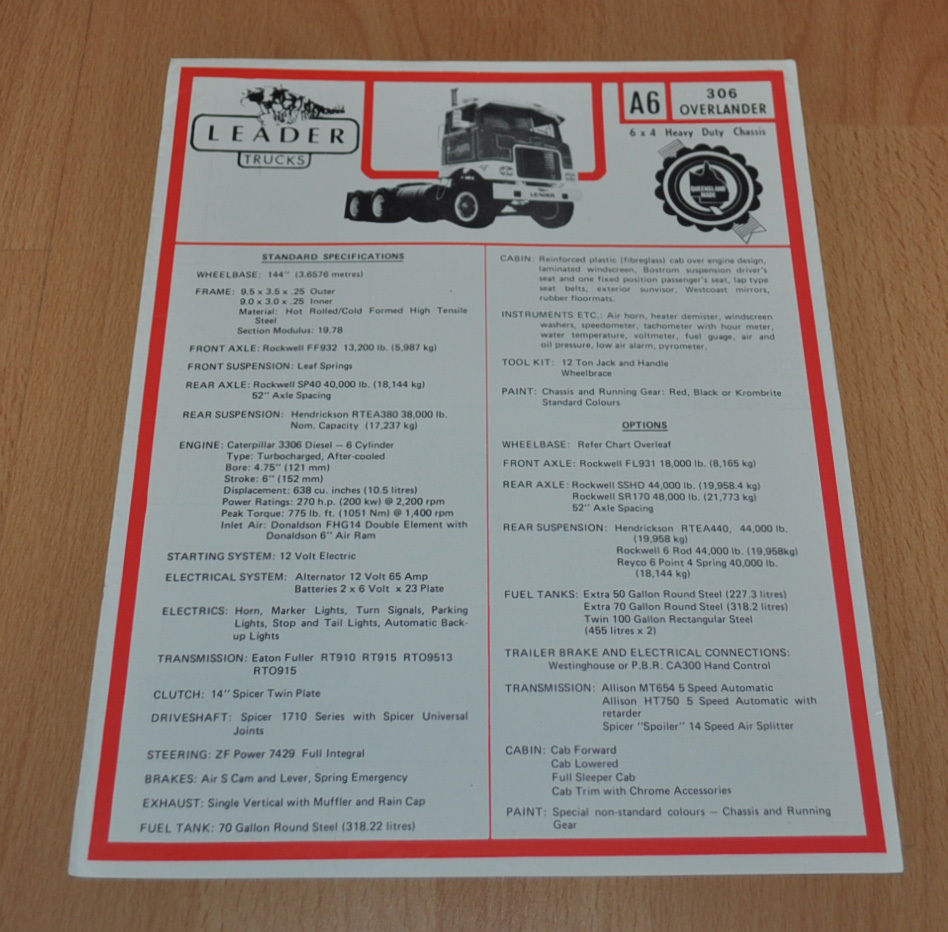 LEADER
TRUCKS
LEADER
A6
306
OVERLANDER
6 x 4 Heavy Duty Chassis
QUEENSLAND
MADE
STANDARD SPECIFICATIONS
WHEELBASE: 144" (3.6576 metres)
FRAME: 9.5 x 3.5 x .25 Outer
9.0 x 3.0 x .25 Inner
Material: Hot Rolled/Cold Formed High Tensile
Steel
Section Modulus: 19.78
FRONT AXLE: Rockwell FF932 13,200 lb. (5,987 kg)
FRONT SUSPENSION: Leaf Springs
REAR AXLE: Rockwell SP40 40,000 lb. (18,144 kg)
52" Axle Spacing
REAR SUSPENSION: Hendrickson RTEA380 38,000 lb.
Nom. Capacity (17,237 kg)
ENGINE: Caterpillar 3306 Diesel — 6 Cylinder
Type: Turbocharged, After-cooled
Bore: 4.75" (121 mm)
Stroke: 6" (152 mm)
Displacement: 638 cu. inches (10.5 litres)
Power Ratings: 270 h.p. (200 kw) @ 2,200 rpm
Peak Torque: 775 lb. ft. (1051 Nm) @ 1,400 rpm
Inlet Air: Donaldson FHG14 Double Element with
Donaldson 6" Air Ram
STARTING SYSTEM: 12 Volt Electric
ELECTRICAL SYSTEM: Alternator 12 Volt 65 Amp
Batteries 2 x 6 Volt x 23 Plate
ELECTRICS: Horn, Marker Lights, Turn Signals, Parking
Lights, Stop and Tail Lights, Automatic Back-
up Lights
TRANSMISSION: Eaton Fuller RT910 RT915 RTO9513
RTO915
CLUTCH: 14" Spicer Twin Plate
DRIVESHAFT: Spicer 1710 Series with Spicer Universal
Joints
STEERING: ZF Power 7429 Full Integral
BRAKES: Air S Cam and Lever, Spring Emergency
EXHAUST: Single Vertical with Muffler and Rain Cap
FUEL TANK: 70 Gallon Round Steel (318.22 litres)
CABIN: Reinforced plastic (fibreglass) cab over engine design,
laminated windscreen, Bostrom suspension driver's
seat and one fixed position passenger's seat, lap type
seat belts, exterior sunvisor, Westcoast mirrors,
rubber floormats.
INSTRUMENTS ETC.: Air horn, heater demister, windscreen
washers, speedometer, tachometer with hour meter,
water temperature, voltmeter, fuel guage, air and
oil pressure, low air alarm, pyrometer.
TOOL KIT: 12 Ton Jack and Handle
Wheelbrace
PAINT: Chassis and Running Gear: Red, Black or Krombrite
Standard Colours
OPTIONS
WHEELBASE: Refer Chart Overleaf
FRONT AXLE: Rockwell FL931 18,000 lb. (8,165 kg)
REAR AXLE: Rockwell SSHD 44,000 lb. (19,958.4 kg)
Rockwell SR170 48,000 lb. (21,773 kg)
52" Axle Spacing
REAR SUSPENSION: Hendrickson RTEA440, 44,000 lb.
(19,958 kg)
Rockwell 6 Rod 44,000 lb. (19,958kg)
Reyco 6 Point 4 Spring 40,000 lb.
(18,144 kg)
FUEL TANKS: Extra 50 Gallon Round Steel (227.3 litres)
Extra 70 Gallon Round Steel (318.2 litres)
Twin 100 Gallon Rectangular Steel
(455 litres x 2)
TRAILER BRAKE AND ELECTRICAL CONNECTIONS:
Westinghouse or P.B.R. CA300 Hand Control
TRANSMISSION: Allison MT654 5 Speed Automatic
Allison HT750 5 Speed Automatic with
retarder
Spicer "Spoiler" 14 Speed Air Splitter
CABIN: Cab Forward
Cab Lowered
Full Sleeper Cab
Cab Trim with Chrome Accessories
PAINT: Special non-standard colours — Chassis and Running
Gear